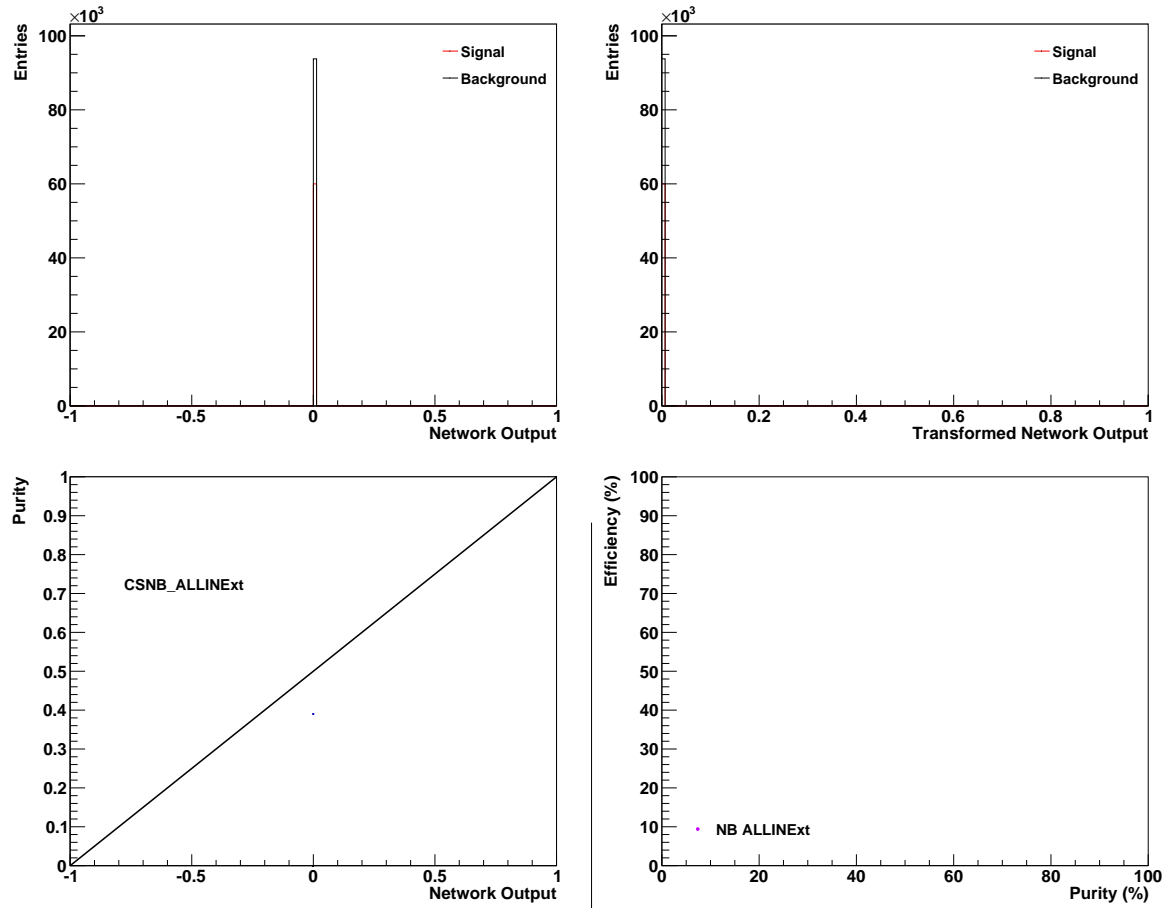 ×10³
Entries
100
80
60
40
20
0
-1 -0.5 0 0.5 1
Network Output
Signal
Background
×10³
Entries
100
80
60
40
20
0
0 0.2 0.4 0.6 0.8 1
Transformed Network Output
Signal
Background
Purity
1
0.9
0.8
0.7
0.6
0.5
0.4
0.3
0.2
0.1
0
-1 -0.5 0 0.5 1
Network Output
CSNB_ALLINExt
Efficiency (%)
100
90
80
70
60
50
40
30
20
10
0
0 20 40 60 80 100
Purity (%)
NB ALLINExt